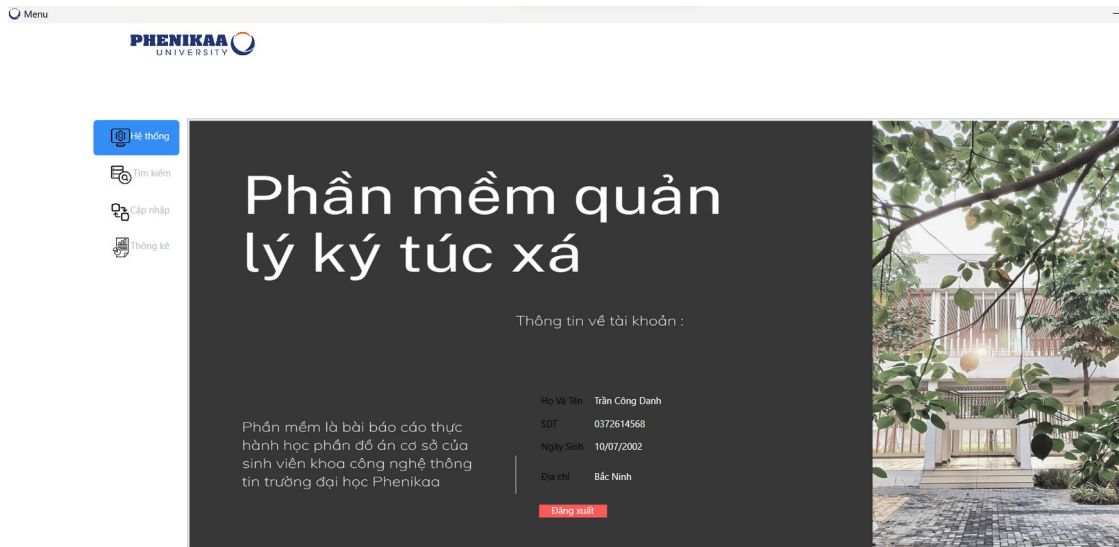 Menu
PHENIKAA
UNIVERSITY
Hệ thống
Tìm kiếm
Cập nhập
Thông kê
Phần mềm quản
lý ký túc xá
Thông tin về tài khoản :
Họ Và Tên Trần Công Danh
SDT 0372614568
Ngày Sinh 10/07/2002
Địa chỉ Bắc Ninh
Đăng xuất
Phần mềm là bài báo cáo thực
hành học phần đồ án cơ sở của
sinh viên khoa công nghệ thông
tin trường đại học Phenikaa